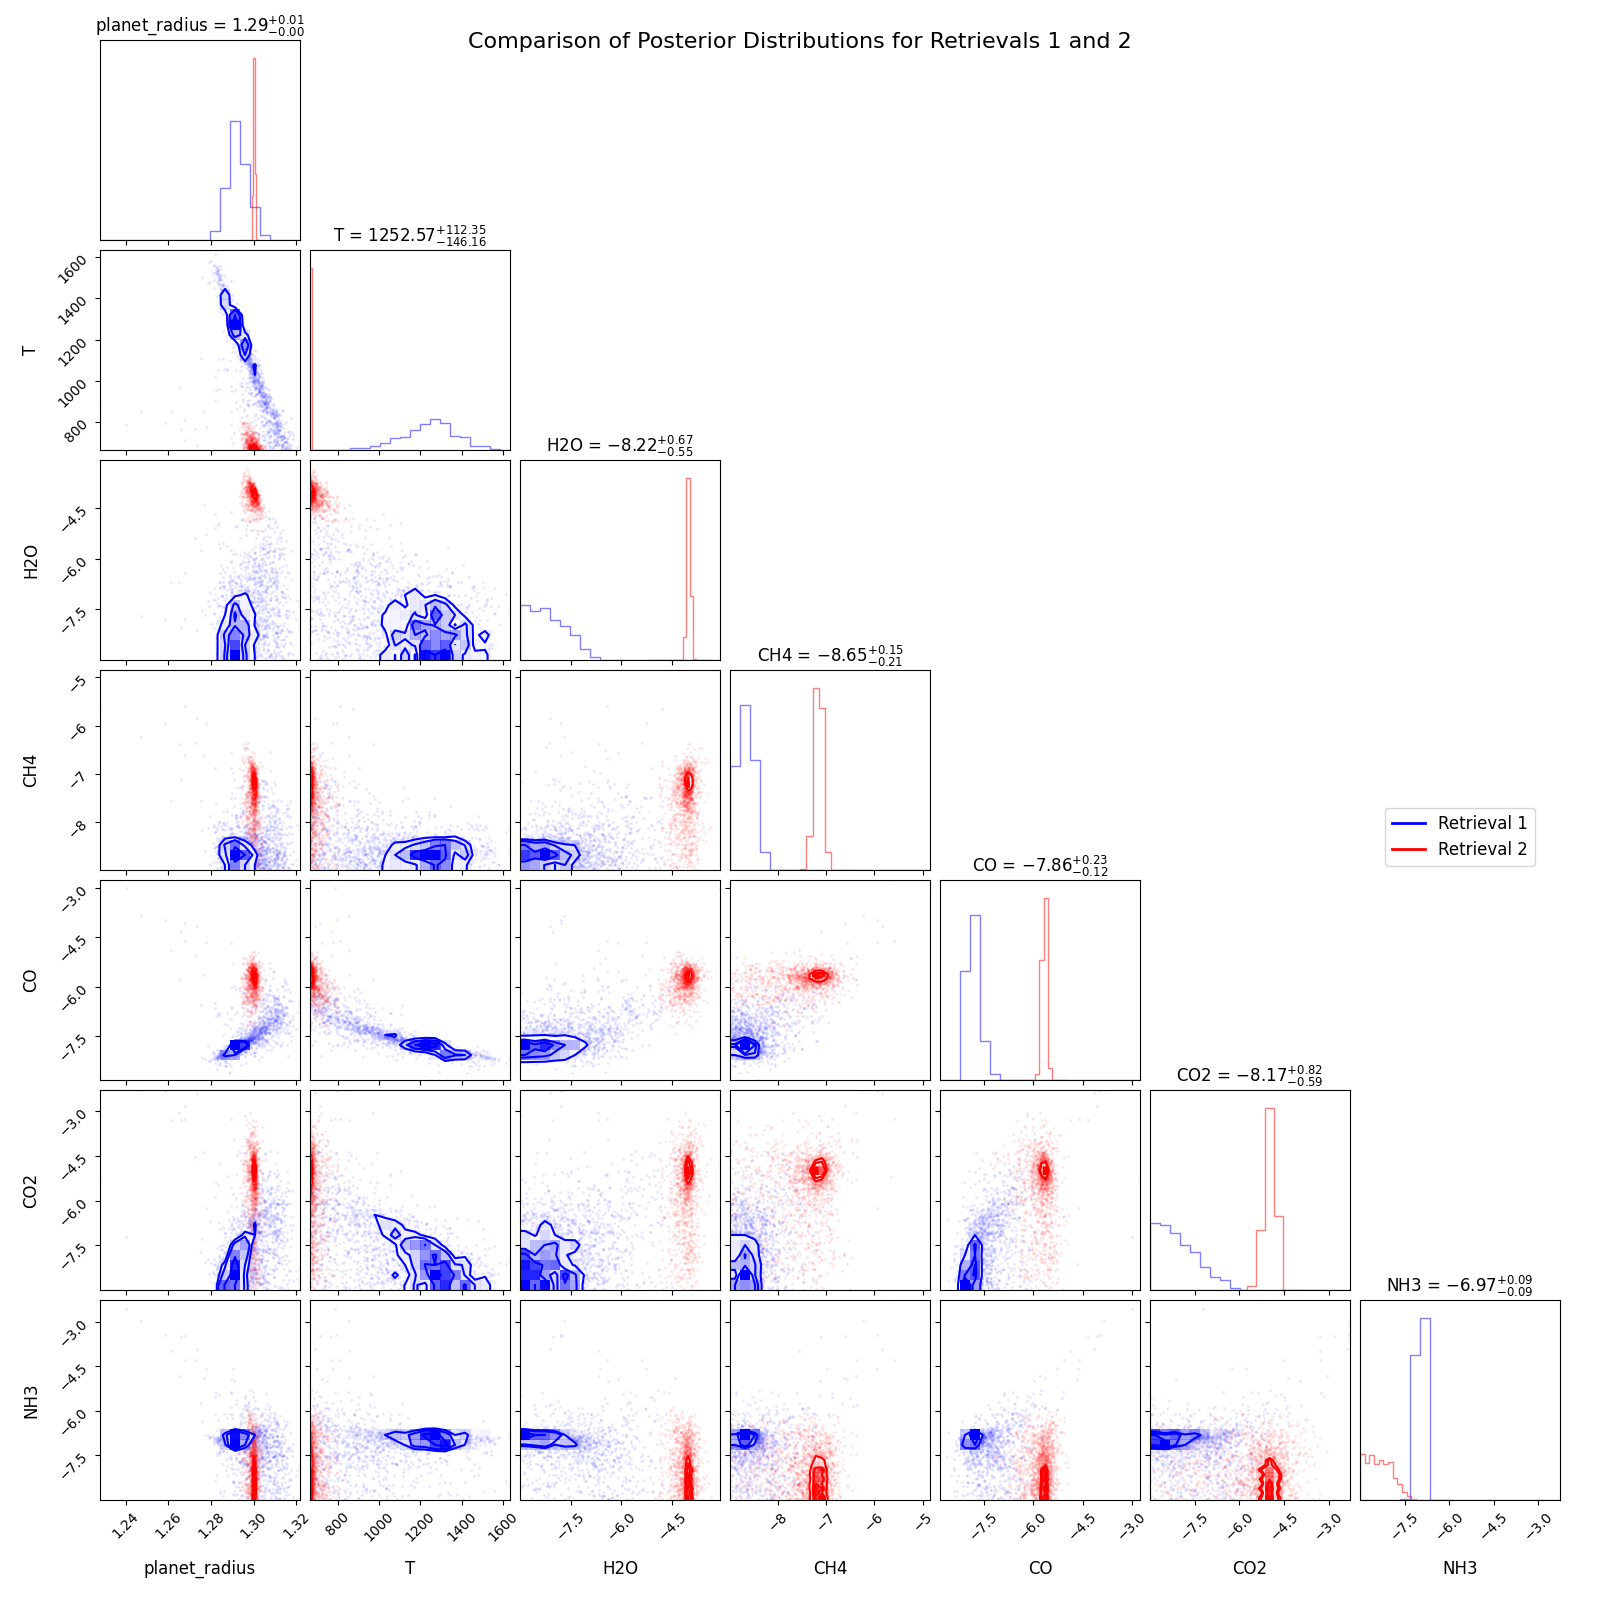 planet_radius = 1.29+0.01−0.00
Comparison of Posterior Distributions for Retrievals 1 and 2
T = 1252.57+112.35−146.16
1600
1400
1200
1000
800
T
H2O = −8.22+0.67−0.55
−4.5
−6.0
−7.5
H2O
CH4 = −8.65+0.15−0.21
−5
−6
−7
−8
CH4
Retrieval 1
Retrieval 2
CO = −7.86+0.23−0.12
−3.0
−4.5
−6.0
−7.5
CO
CO2 = −8.17+0.82−0.59
−3.0
−4.5
−6.0
−7.5
CO2
NH3 = −6.97+0.09−0.09
−3.0
−4.5
−6.0
−7.5
NH3
1.24 1.26 1.28 1.30 1.32 800 1000 1200 1400 1600 −7.5 −6.0 −4.5 −8 −7 −6 −5 −7.5 −6.0 −4.5 −3.0 −7.5 −6.0 −4.5 −3.0 −7.5 −6.0 −4.5 −3.0
planet_radius T H2O CH4 CO CO2 NH3